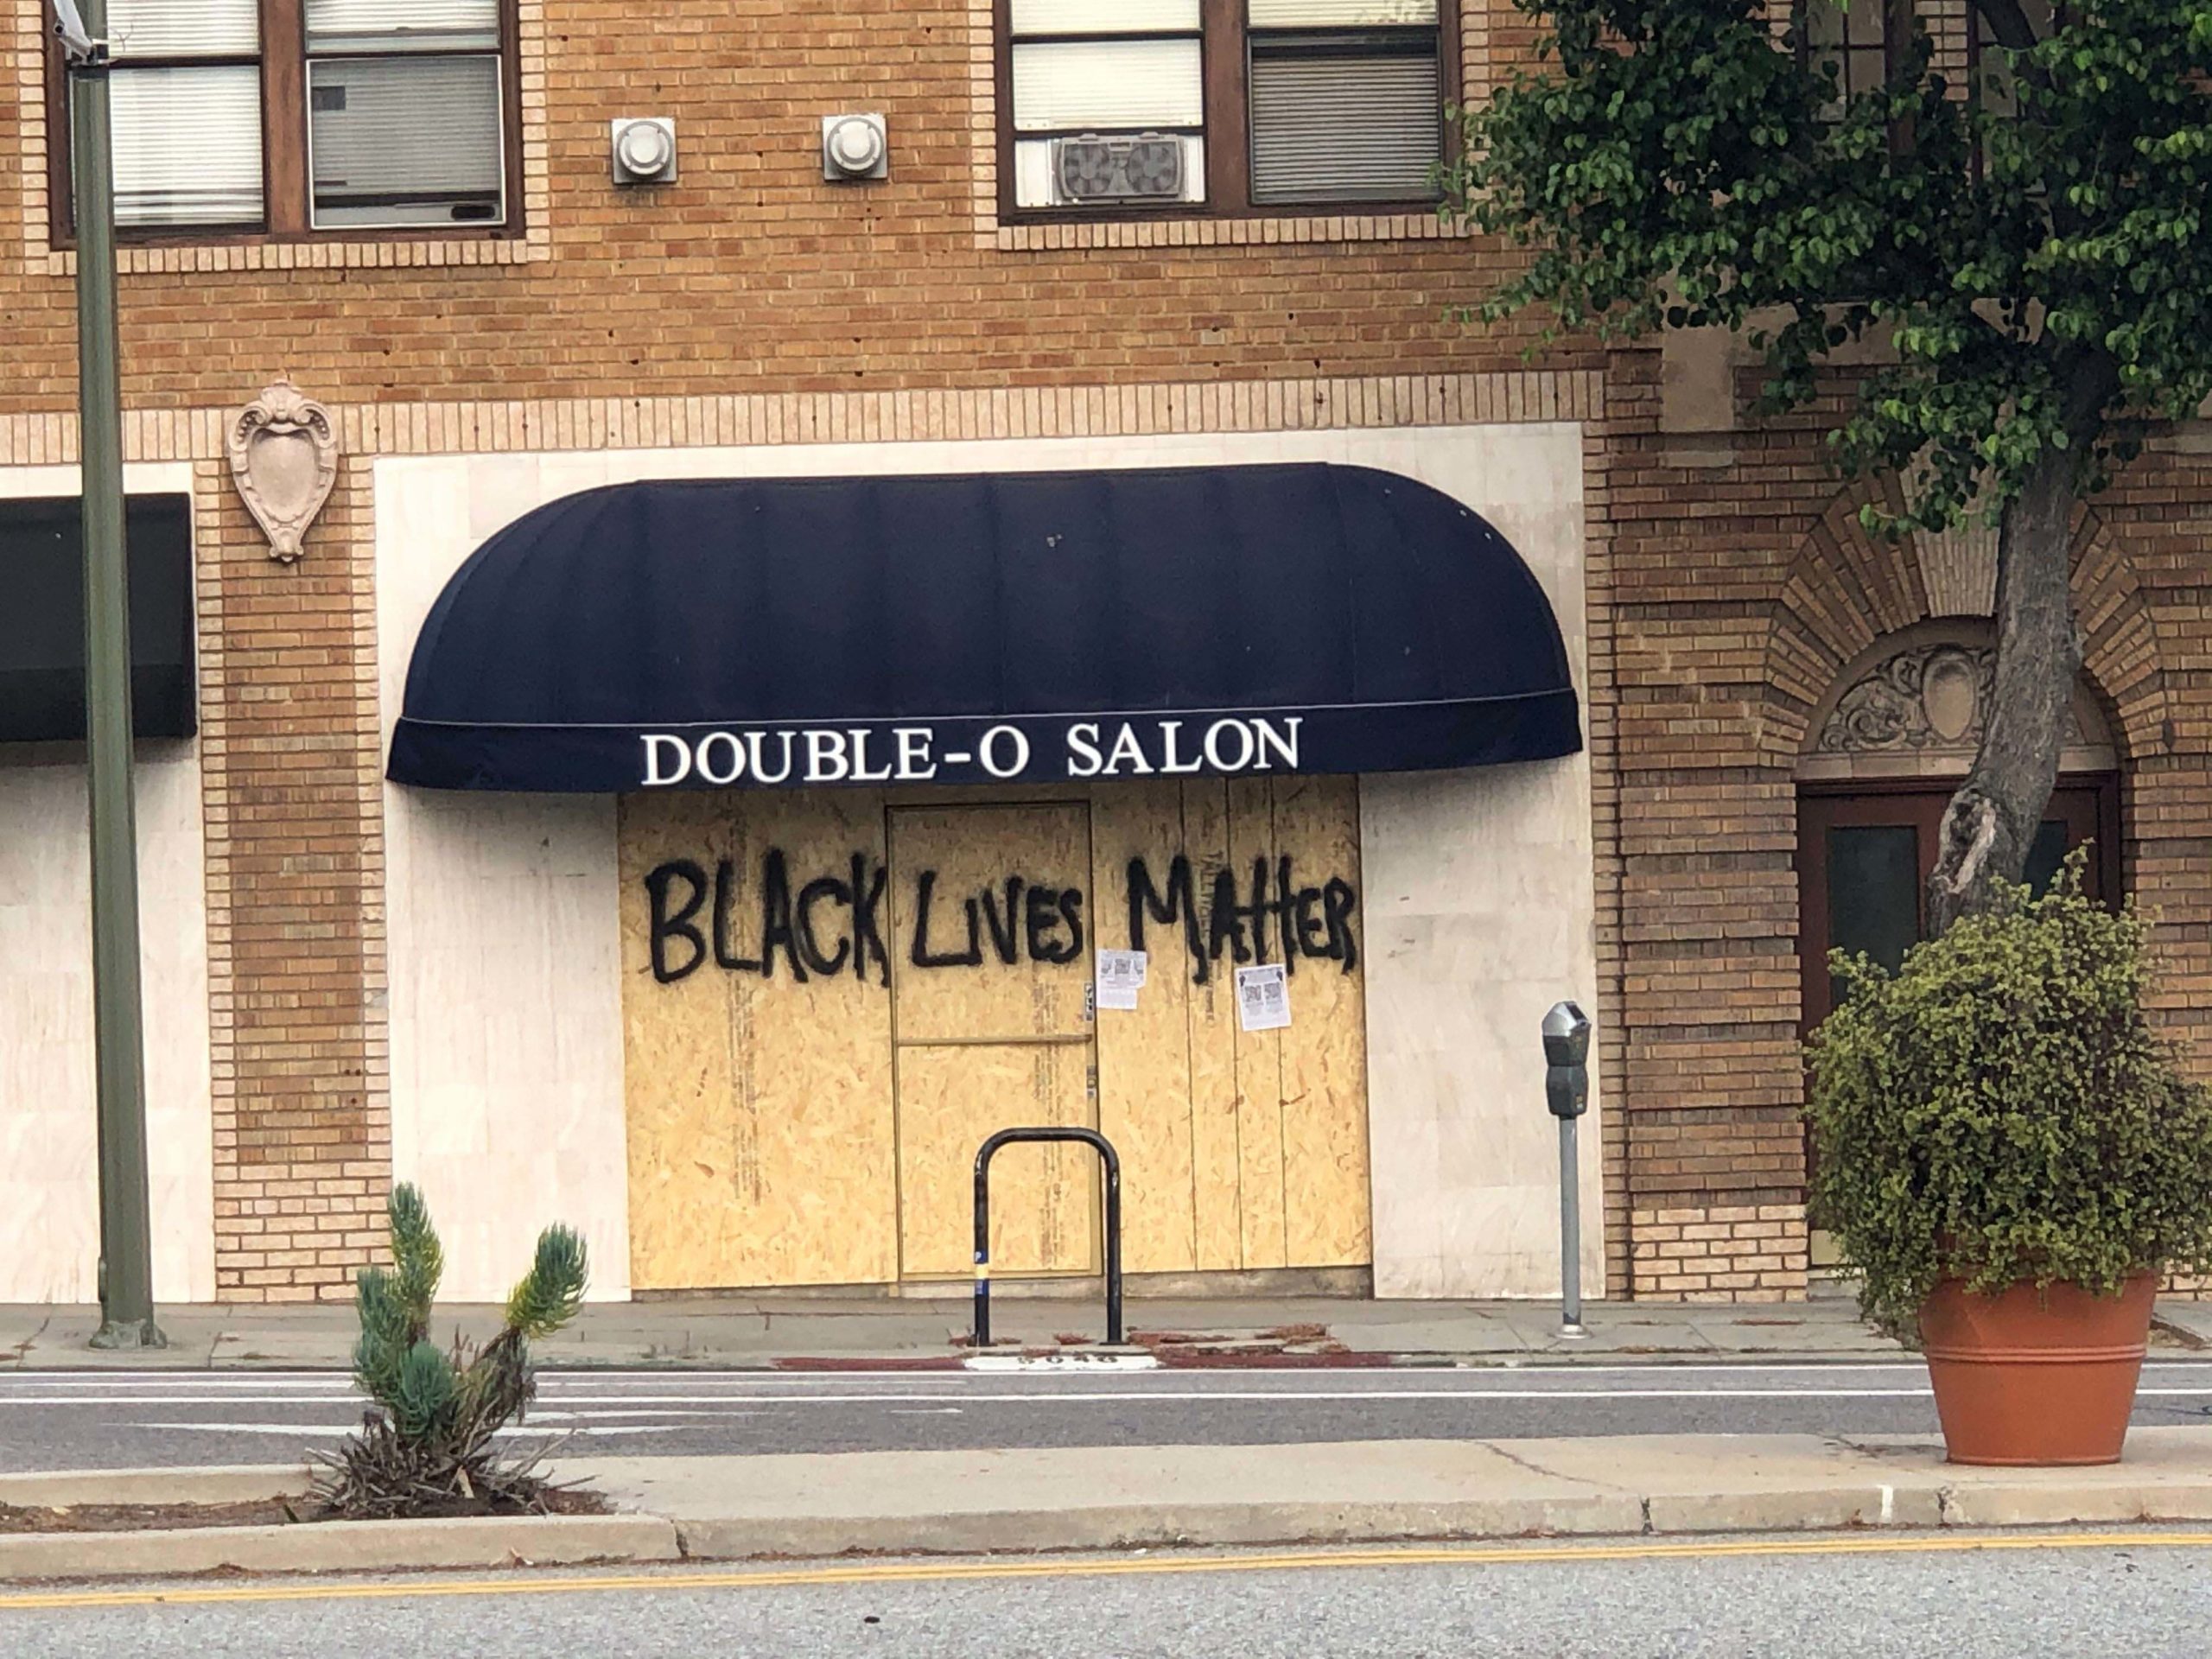 DOUBLE-O SALON
BLACK LIVES MATTER